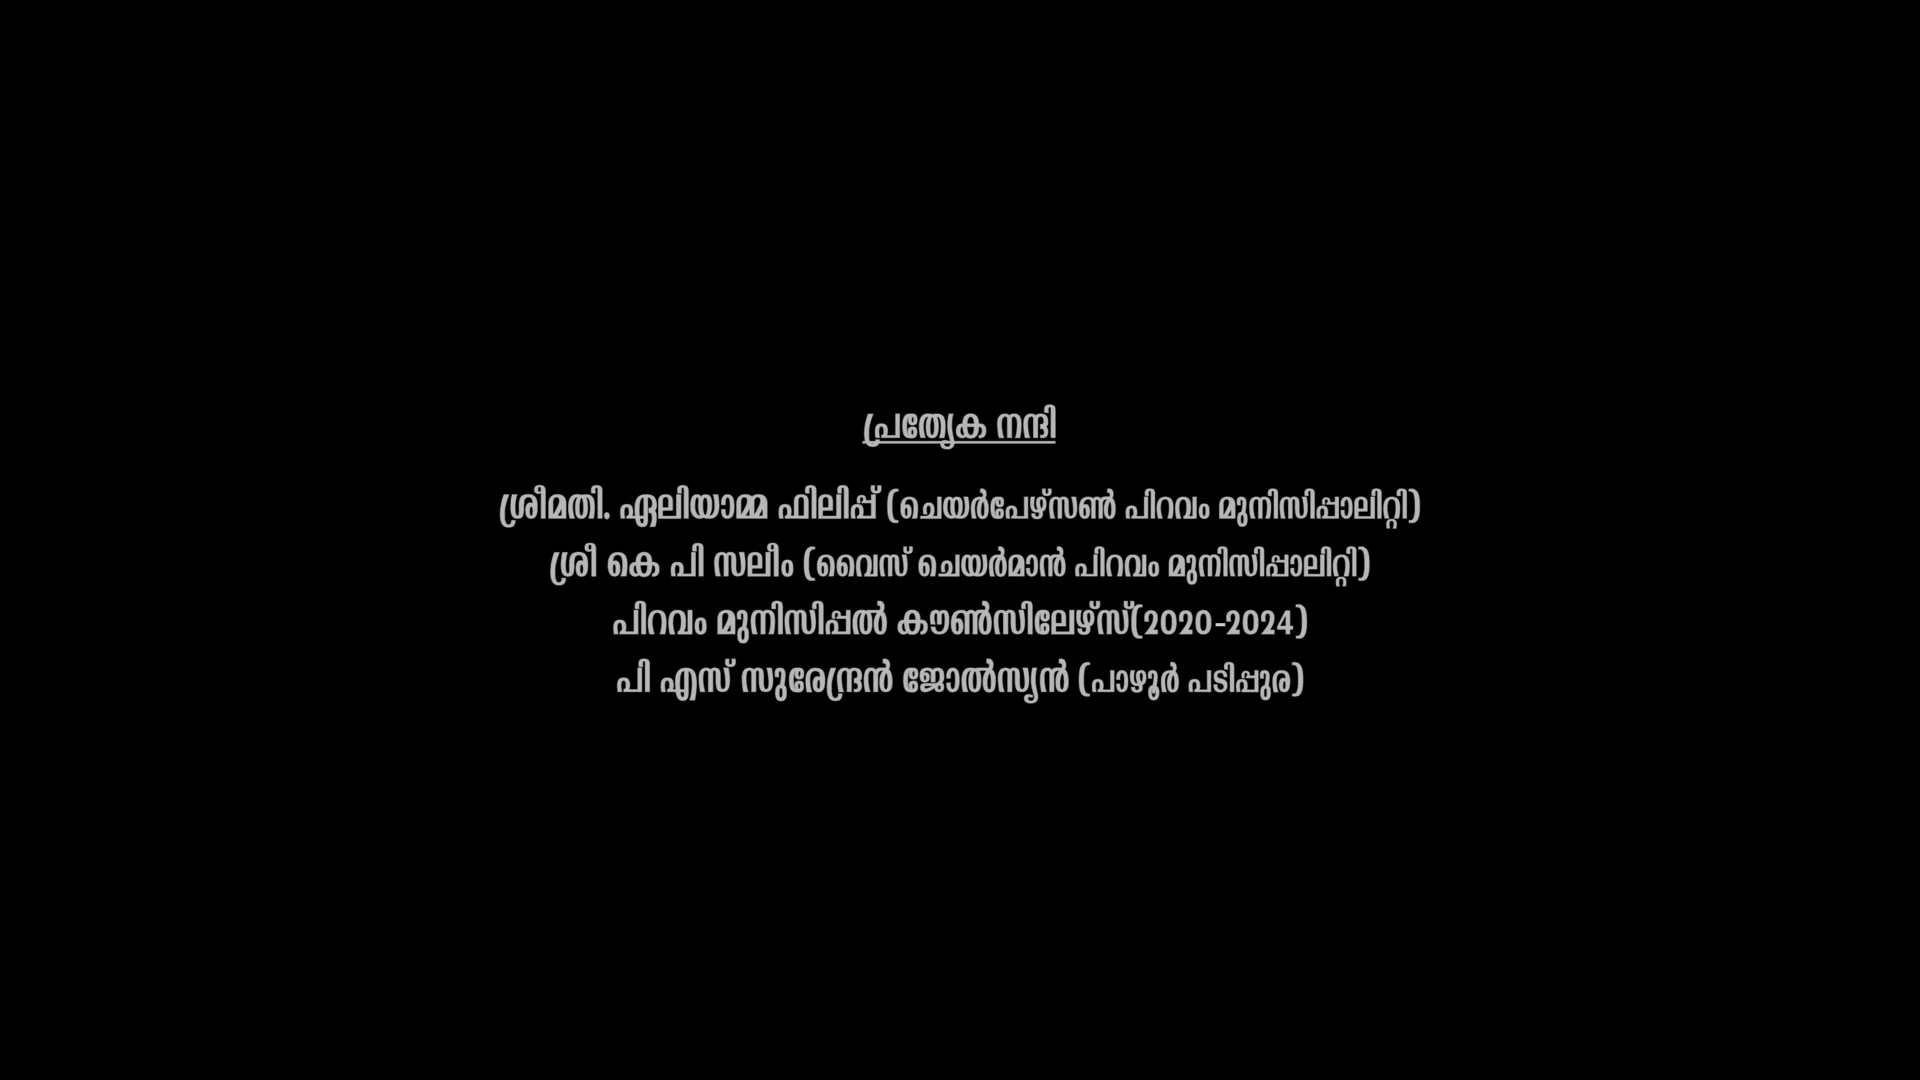 പ്രത്യേക നന്ദി
ശ്രീമതി. ഏലിയാമ്മ ഫിലിപ്പ് (ചെയർപേഴ്സൺ പിറവം മുനിസിപ്പാലിറ്റി)
ശ്രീ കെ പി സലീം (വൈസ് ചെയർമാൻ പിറവം മുനിസിപ്പാലിറ്റി)
പിറവം മുനിസിപ്പൽ കൗൺസിലേഴ്സ്(2020-2024)
പി എസ് സുരേന്ദ്രൻ ജോൽസ്യൻ (പാഴൂർ പടിപ്പുര)